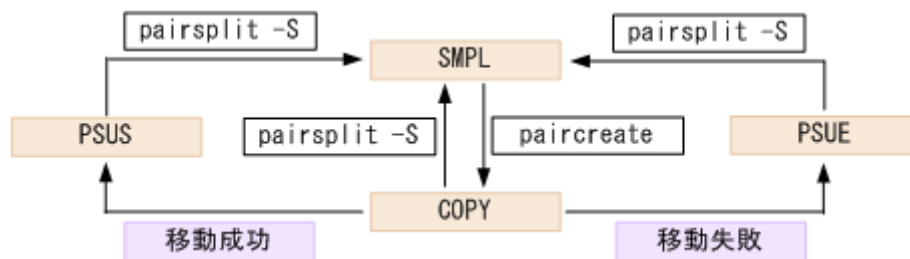 pairsplit -S
pairsplit -S
SMPL
PSUS
pairsplit -S
paircreate
PSUE
COPY
移動成功
移動失敗